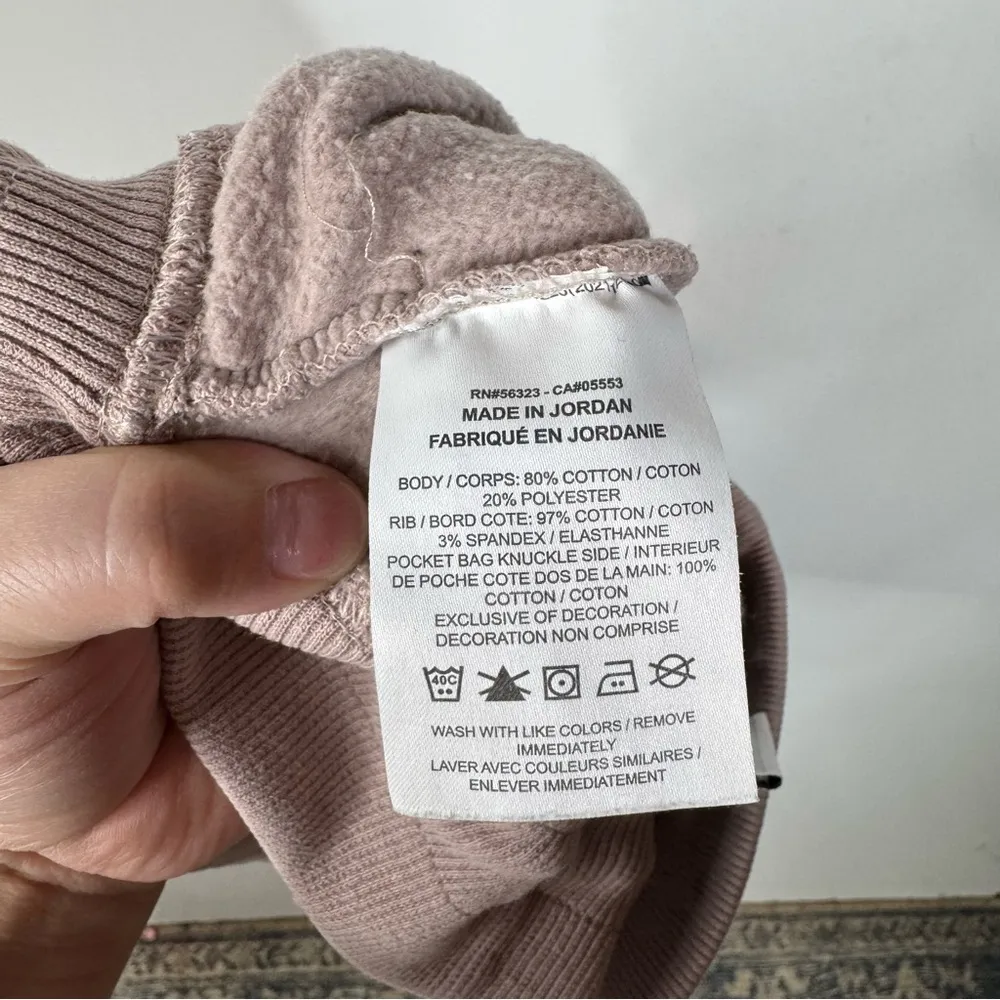 RN#56323 - CA#05553
MADE IN JORDAN
FABRIQUÉ EN JORDANIE
BODY / CORPS: 80% COTTON / COTON
20% POLYESTER
RIB / BORD COTE: 97% COTTON / COTON
3% SPANDEX / ELASTHANNE
POCKET BAG KNUCKLE SIDE / INTERIEUR
DE POCHE COTE DOS DE LA MAIN: 100%
COTTON / COTON
EXCLUSIVE OF DECORATION /
DECORATION NON COMPRISE
40C
WASH WITH LIKE COLORS / REMOVE
IMMEDIATELY
LAVER AVEC COULEURS SIMILAIRES /
ENLEVER IMMEDIATEMENT